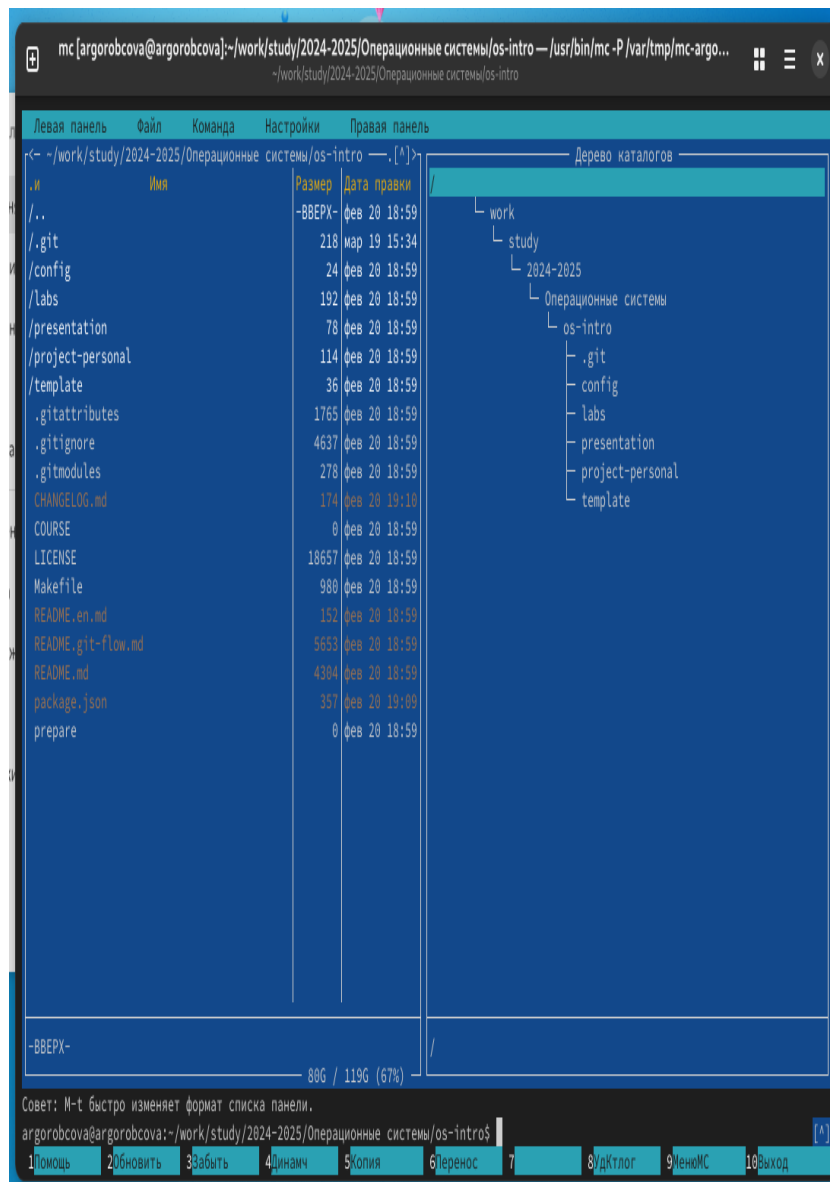 mc [argorobcova@argorobcova]:~/work/study/2024-2025/Операционные системы/os-intro — /usr/bin/mc -P /var/tmp/mc-argo...
~/work/study/2024-2025/Операционные системы/os-intro
Левая панель Файл Команда Настройки Правая панель
<- ~/work/study/2024-2025/Операционные системы/os-intro .[^]>
.и Имя Размер Дата правки
/.. -ВВЕРХ- фев 20 18:59
/.git 218 мар 19 15:34
/config 24 фев 20 18:59
/labs 192 фев 20 18:59
/presentation 78 фев 20 18:59
/project-personal 114 фев 20 18:59
/template 36 фев 20 18:59
.gitattributes 1765 фев 20 18:59
.gitignore 4637 фев 20 18:59
.gitmodules 278 фев 20 18:59
CHANGELOG.md 174 фев 20 19:10
COURSE 0 фев 20 18:59
LICENSE 18657 фев 20 18:59
Makefile 980 фев 20 18:59
README.en.md 152 фев 20 18:59
README.git-flow.md 5653 фев 20 18:59
README.md 4304 фев 20 18:59
package.json 357 фев 20 19:09
prepare 0 фев 20 18:59
-ВВЕРХ-
80G / 119G (67%)
Дерево каталогов
/
work
study
2024-2025
Операционные системы
os-intro
.git
config
labs
presentation
project-personal
template
/
Совет: M-t быстро изменяет формат списка панели.
argorobcova@argorobcova:~/work/study/2024-2025/Операционные системы/os-intro$ [^]
1Помощь 2Обновить 3Забыть 4Динамч 5Копия 6Перенос 7 8УдКтлог 9МенюМС 10Выход